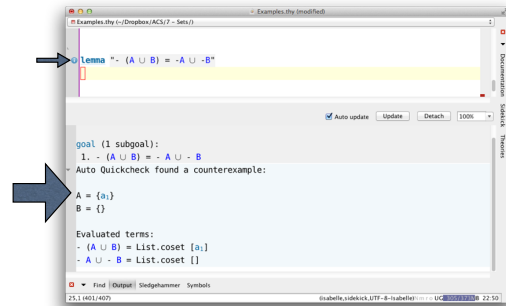 Examples.thy (modified)
Examples.thy (~/Dropbox/ACS/7 - Sets/)
lemma "- (A ∪ B) = -A ∪ -B"
Auto update Update Detach 100%
goal (1 subgoal):
1. - (A ∪ B) = - A ∪ - B
Auto Quickcheck found a counterexample:
A = {a₁}
B = {}
Evaluated terms:
- (A ∪ B) = List.coset [a₁]
- A ∪ - B = List.coset []
Find Output Sledgehammer Symbols
25,1 (401/407)
(isabelle,sidekick,UTF-8-Isabelle)
22:50
Documentation
Sidekick
Theories